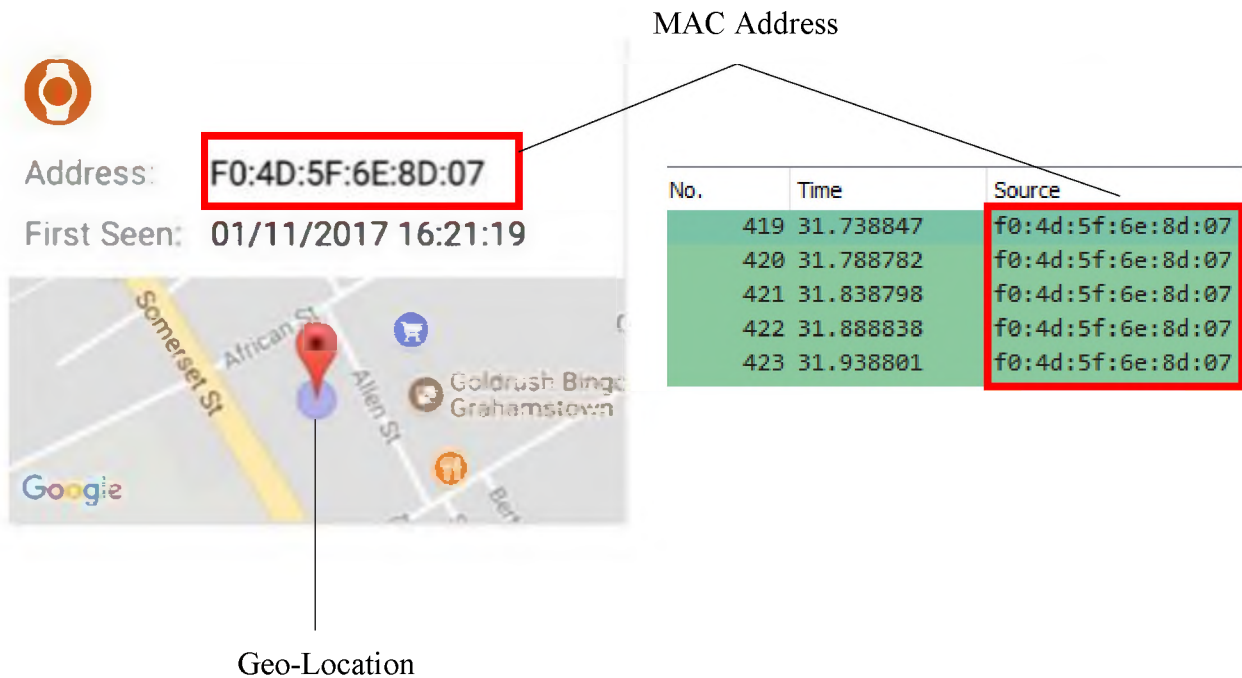 MAC Address
Address: F0:4D:5F:6E:8D:07
First Seen: 01/11/2017 16:21:19
No. Time Source
419 31.738847 f0:4d:5f:6e:8d:07
420 31.788782 f0:4d:5f:6e:8d:07
421 31.838798 f0:4d:5f:6e:8d:07
422 31.888838 f0:4d:5f:6e:8d:07
423 31.938801 f0:4d:5f:6e:8d:07
Somerset St
African St
Allen St
Goldrush Bingo
Grahamstown
Google
Geo-Location